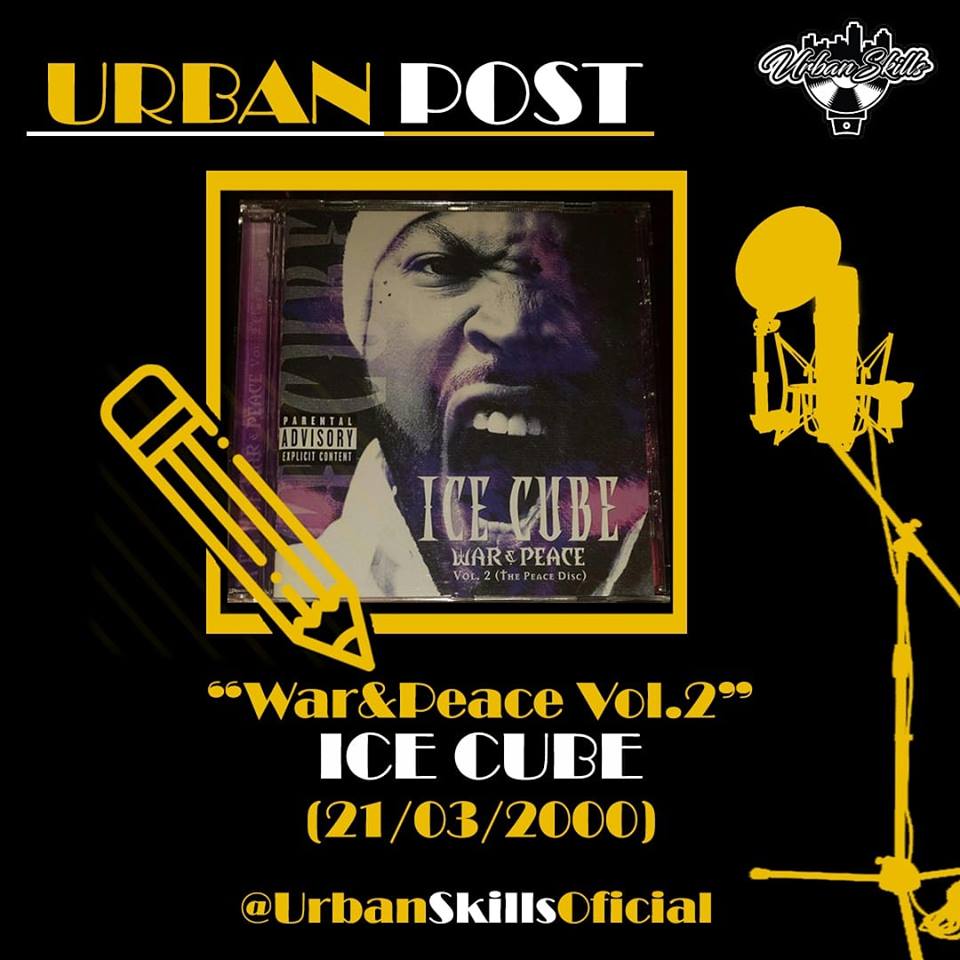 URBAN POST
Urban Skills
PARENTAL
ADVISORY
EXPLICIT CONTENT
ICE CUBE
WAR & PEACE
VOL. 2 (THE PEACE DISC)
“War&Peace Vol.2”
ICE CUBE
(21/03/2000)
@UrbanSkillsOficial